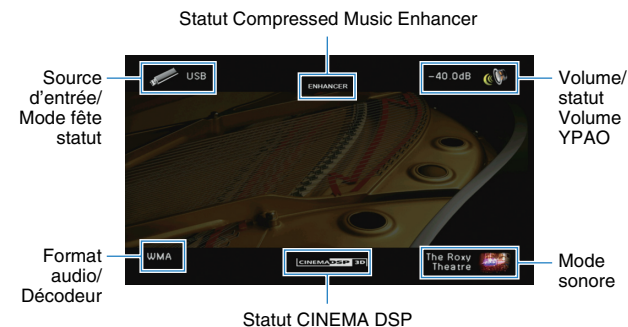 Statut Compressed Music Enhancer
Source
d'entrée/
Mode fête
statut
USB
ENHANCER
-40.0dB
Volume/
statut
Volume
YPAO
Format
audio/
Décodeur
WMA
CINEMA DSP 3D
The Roxy
Theatre
Mode
sonore
Statut CINEMA DSP